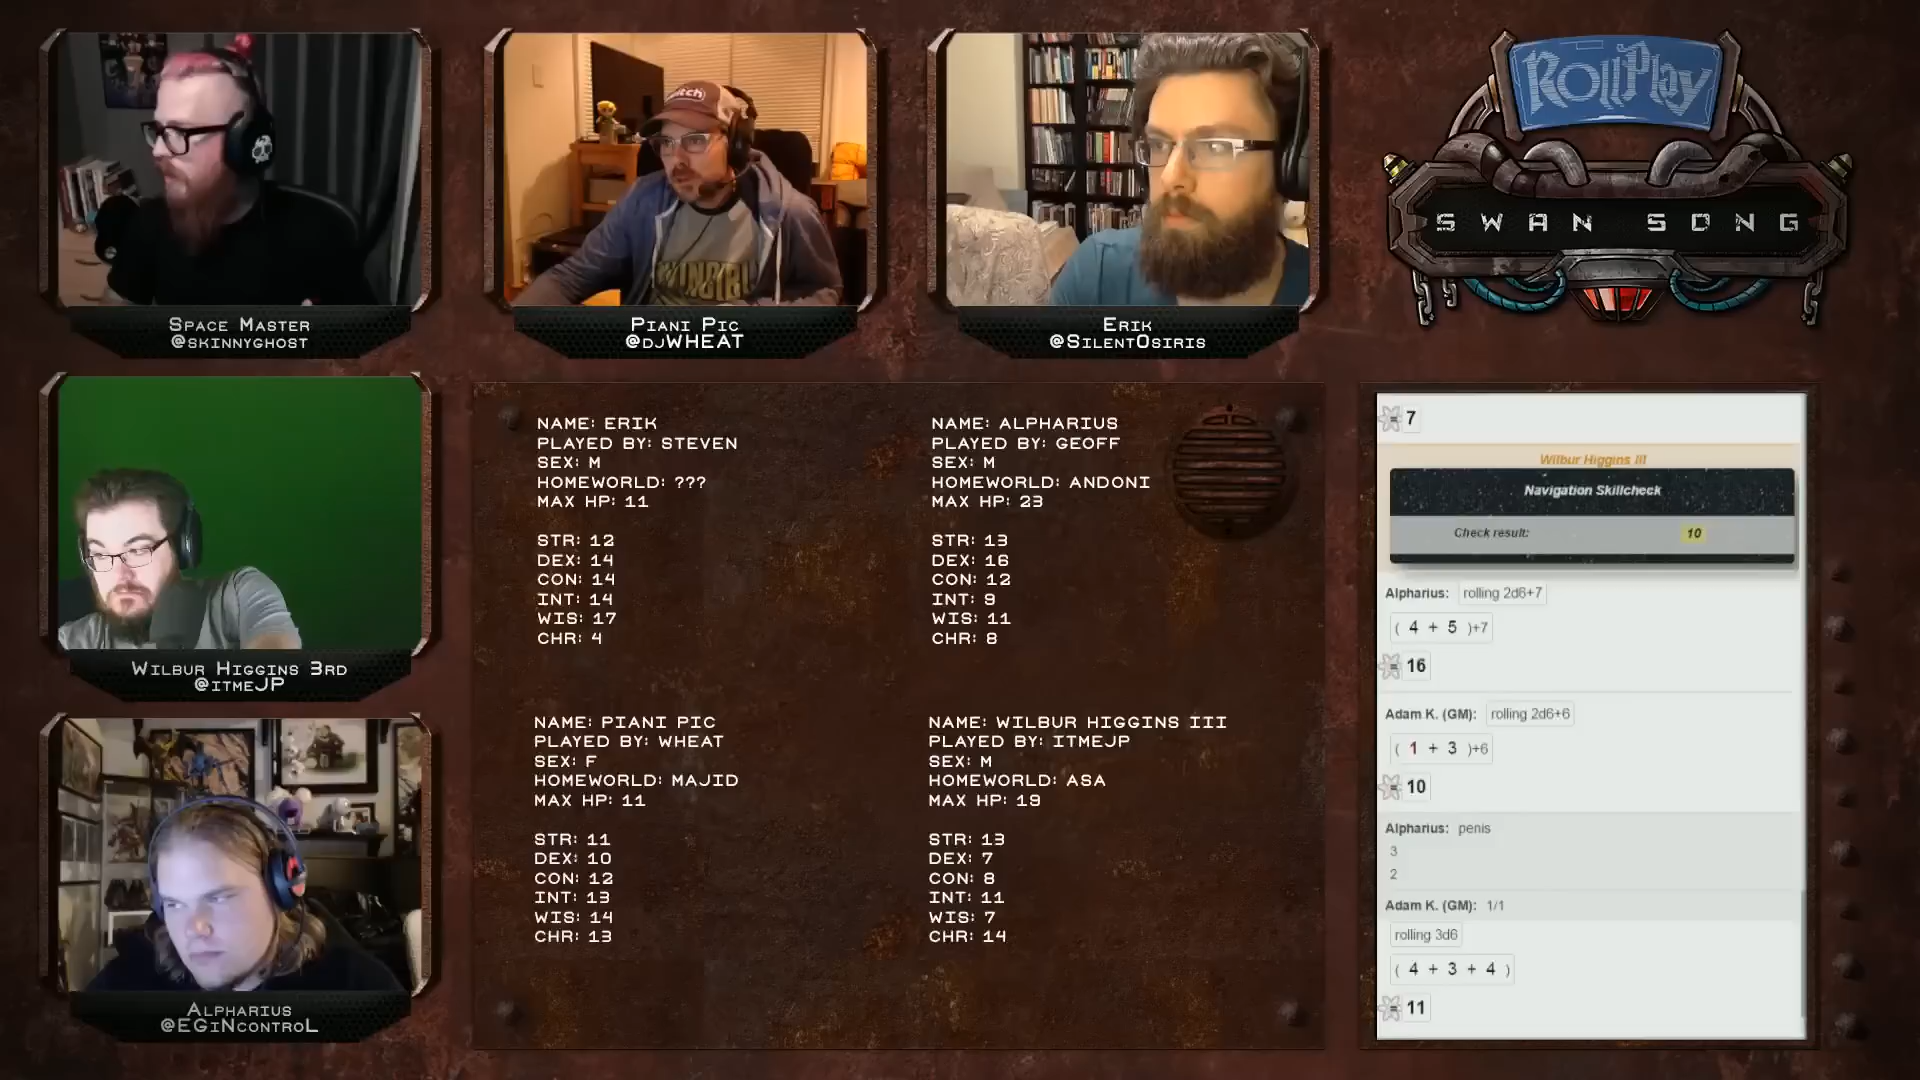 Twitch
RollPlay
SWAN SONG
Space Master
@skinnyghost
Piani Pic
@djWHEAT
Erik
@SilentOsiris
Wilbur Higgins 3rd
@itmeJP
Alpharius
@EGiNcontroL
NAME: ERIK
PLAYED BY: STEVEN
SEX: M
HOMEWORLD: ???
MAX HP: 11
STR: 12
DEX: 14
CON: 14
INT: 14
WIS: 17
CHR: 4
NAME: ALPHARIUS
PLAYED BY: GEOFF
SEX: M
HOMEWORLD: ANDONI
MAX HP: 23
STR: 13
DEX: 16
CON: 12
INT: 9
WIS: 11
CHR: 8
NAME: PIANI PIC
PLAYED BY: WHEAT
SEX: F
HOMEWORLD: MAJID
MAX HP: 11
STR: 11
DEX: 10
CON: 12
INT: 13
WIS: 14
CHR: 13
NAME: WILBUR HIGGINS III
PLAYED BY: ITMEJP
SEX: M
HOMEWORLD: ASA
MAX HP: 19
STR: 13
DEX: 7
CON: 8
INT: 11
WIS: 7
CHR: 14
= 7
Wilbur Higgins III
Navigation Skillcheck
Check result: 10
Alpharius: rolling 2d6+7
( 4 + 5 )+7
= 16
Adam K. (GM): rolling 2d6+6
( 1 + 3 )+6
= 10
Alpharius: penis
3
2
Adam K. (GM): 1/1
rolling 3d6
( 4 + 3 + 4 )
= 11